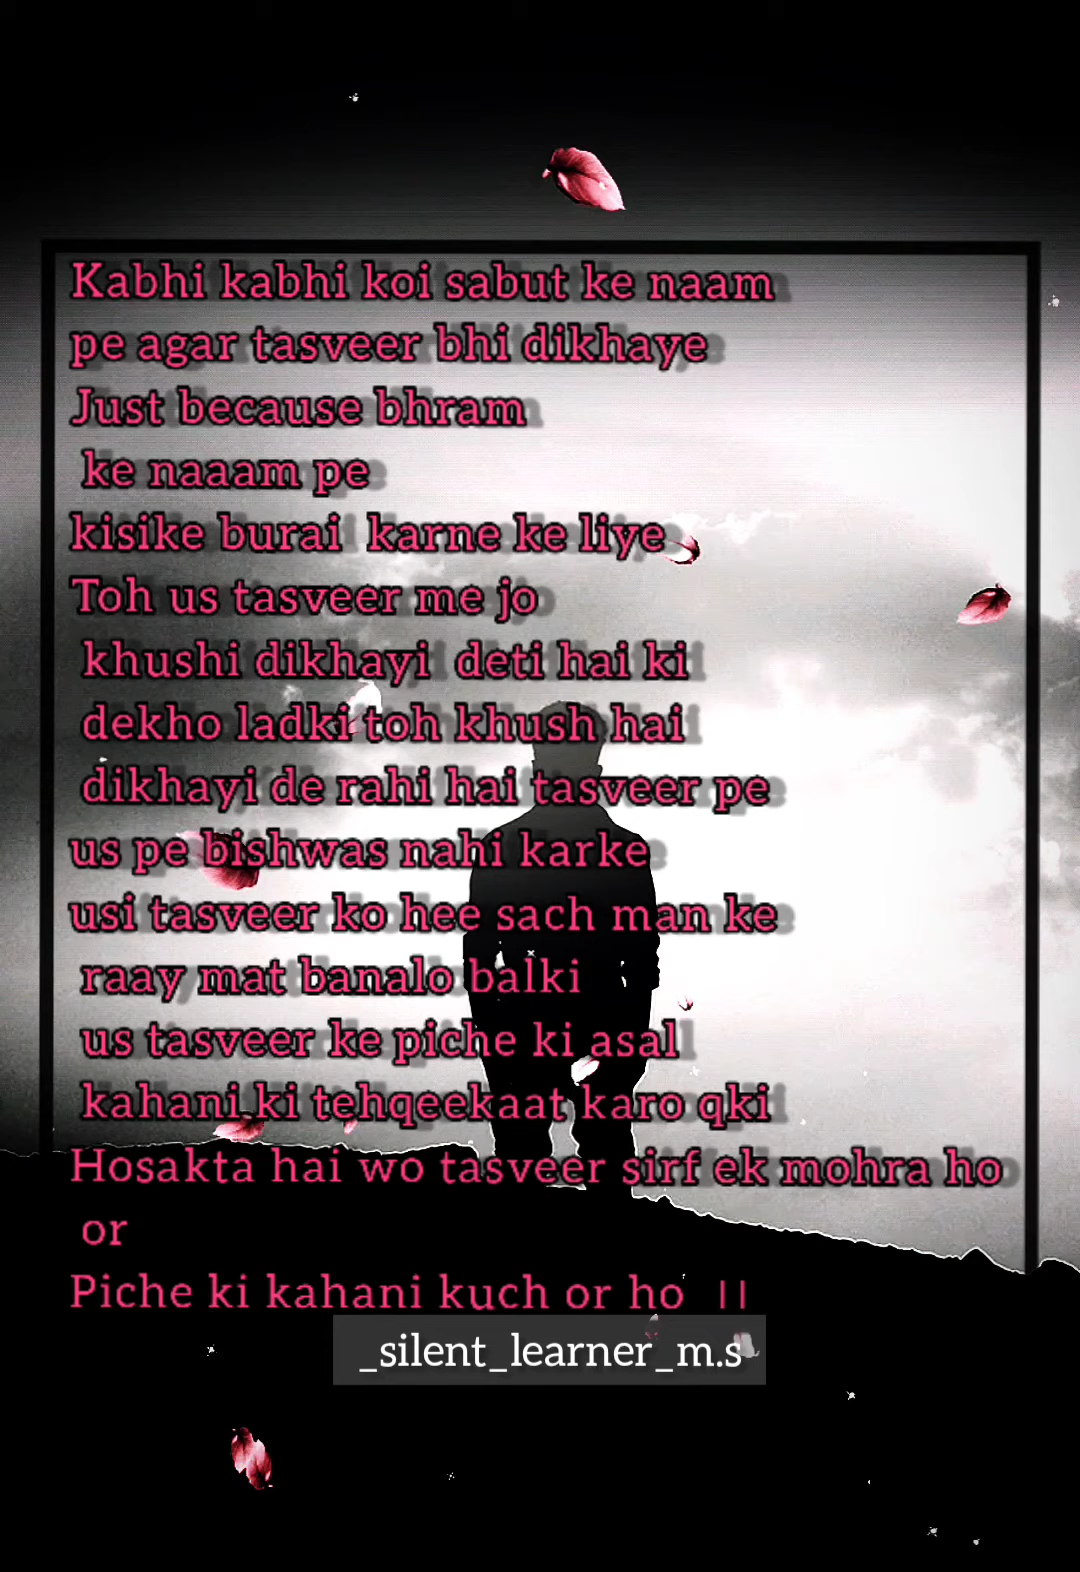 Kabhi kabhi koi sabut ke naam
pe agar tasveer bhi dikhaye
Just because bhram
ke naaam pe
kisike burai karne ke liye
Toh us tasveer me jo
khushi dikhayi deti hai ki
dekho ladki toh khush hai
dikhayi de rahi hai tasveer pe
us pe bishwas nahi karke
usi tasveer ko hee sach man ke
raay mat banalo balki
us tasveer ke piche ki asal
kahani ki tehqeekaat karo qki
Hosakta hai wo tasveer sirf ek mohra ho
or
Piche ki kahani kuch or ho ||
_silent_learner_m.s